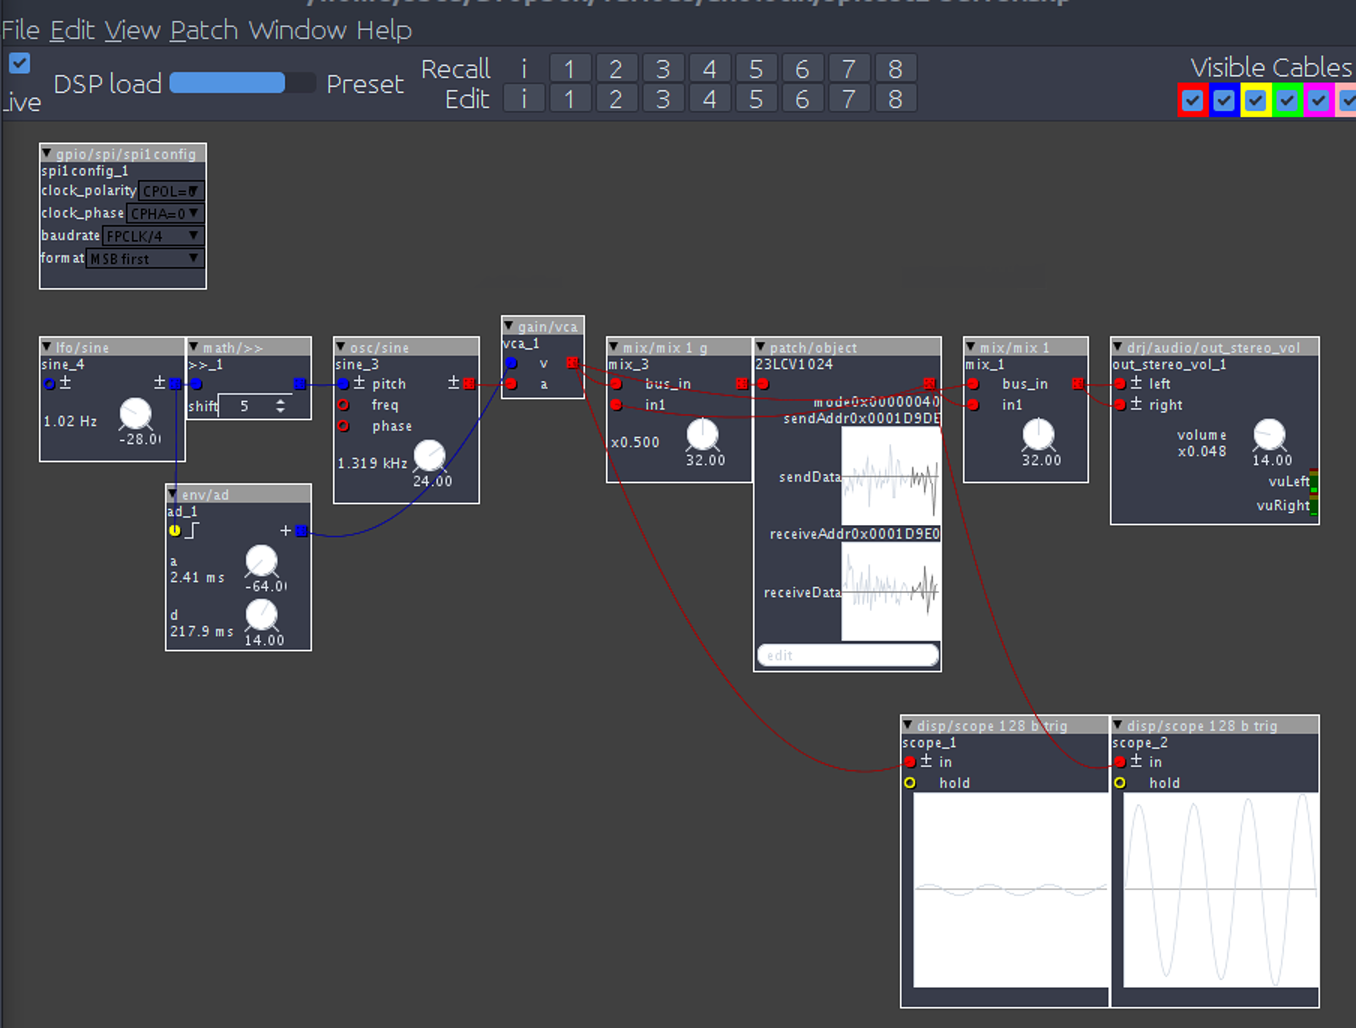 File Edit View Patch Window Help
Live
DSP load
Preset
Recall i 1 2 3 4 5 6 7 8
Edit i 1 2 3 4 5 6 7 8
Visible Cables
gpio/spi/spi1 config
spi1 config_1
clock_polarity CPOL=0
clock_phase CPHA=0
baudrate FPCLK/4
format MSB first
lfo/sine
sine_4
1.02 Hz
-28.0
math/>>
>>_1
shift 5
osc/sine
sine_3
pitch
freq
phase
1.319 kHz
24.00
gain/vca
vca_1
v
a
mix/mix 1 g
mix_3
bus_in
in1
x0.500
32.00
patch/object
23LCV1024
mode0x00000040
sendAddr0x0001D9DE
sendData
receiveAddr0x0001D9E0
receiveData
edit
mix/mix 1
mix_1
bus_in
in1
32.00
drj/audio/out_stereo_vol
out_stereo_vol_1
left
right
volume
x0.048
14.00
vuLeft
vuRight
env/ad
ad_1
a
2.41 ms
-64.0
d
217.9 ms
14.00
disp/scope 128 b trig
scope_1
in
hold
disp/scope 128 b trig
scope_2
in
hold